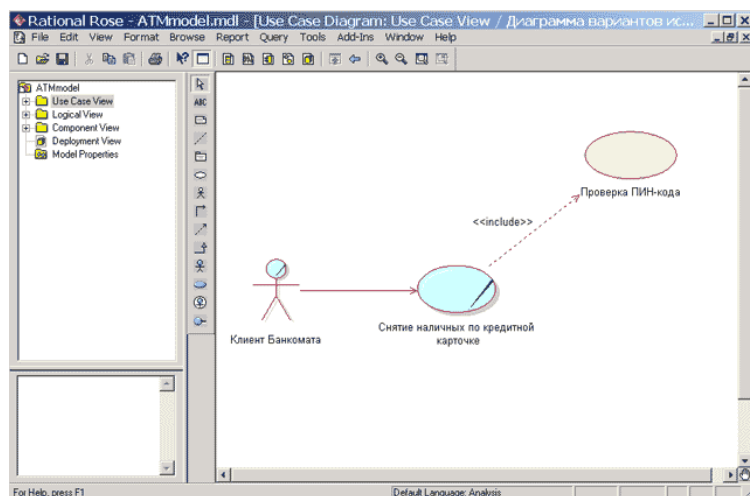 Rational Rose - ATMmodel.mdl - [Use Case Diagram: Use Case View / Диаграмма вариантов ис...
File Edit View Format Browse Report Query Tools Add-Ins Window Help
ATMmodel
Use Case View
Logical View
Component View
Deployment View
Model Properties
ABC
Проверка ПИН-кода
<<include>>
Клиент Банкомата
Снятие наличных по кредитной
карточке
For Help, press F1
Default Language: Analysis